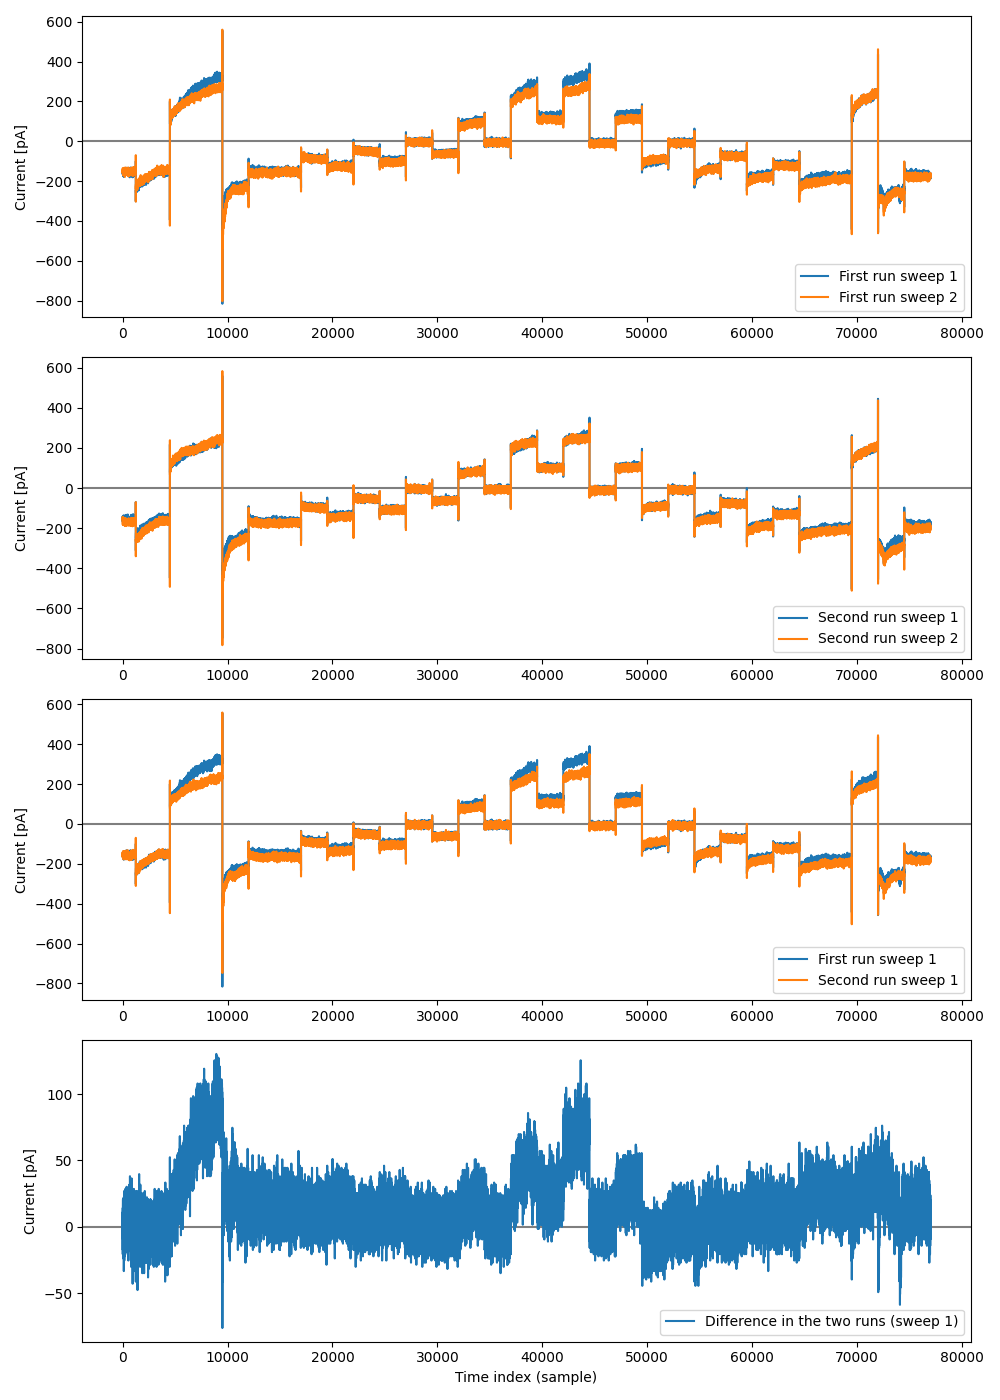 600
400
200
0
−200
−400
−600
−800
Current [pA]
First run sweep 1
First run sweep 2
0 10000 20000 30000 40000 50000 60000 70000 80000
600
400
200
0
−200
−400
−600
−800
Current [pA]
Second run sweep 1
Second run sweep 2
0 10000 20000 30000 40000 50000 60000 70000 80000
600
400
200
0
−200
−400
−600
−800
Current [pA]
First run sweep 1
Second run sweep 1
0 10000 20000 30000 40000 50000 60000 70000 80000
100
50
0
−50
Current [pA]
Difference in the two runs (sweep 1)
0 10000 20000 30000 40000 50000 60000 70000 80000
Time index (sample)